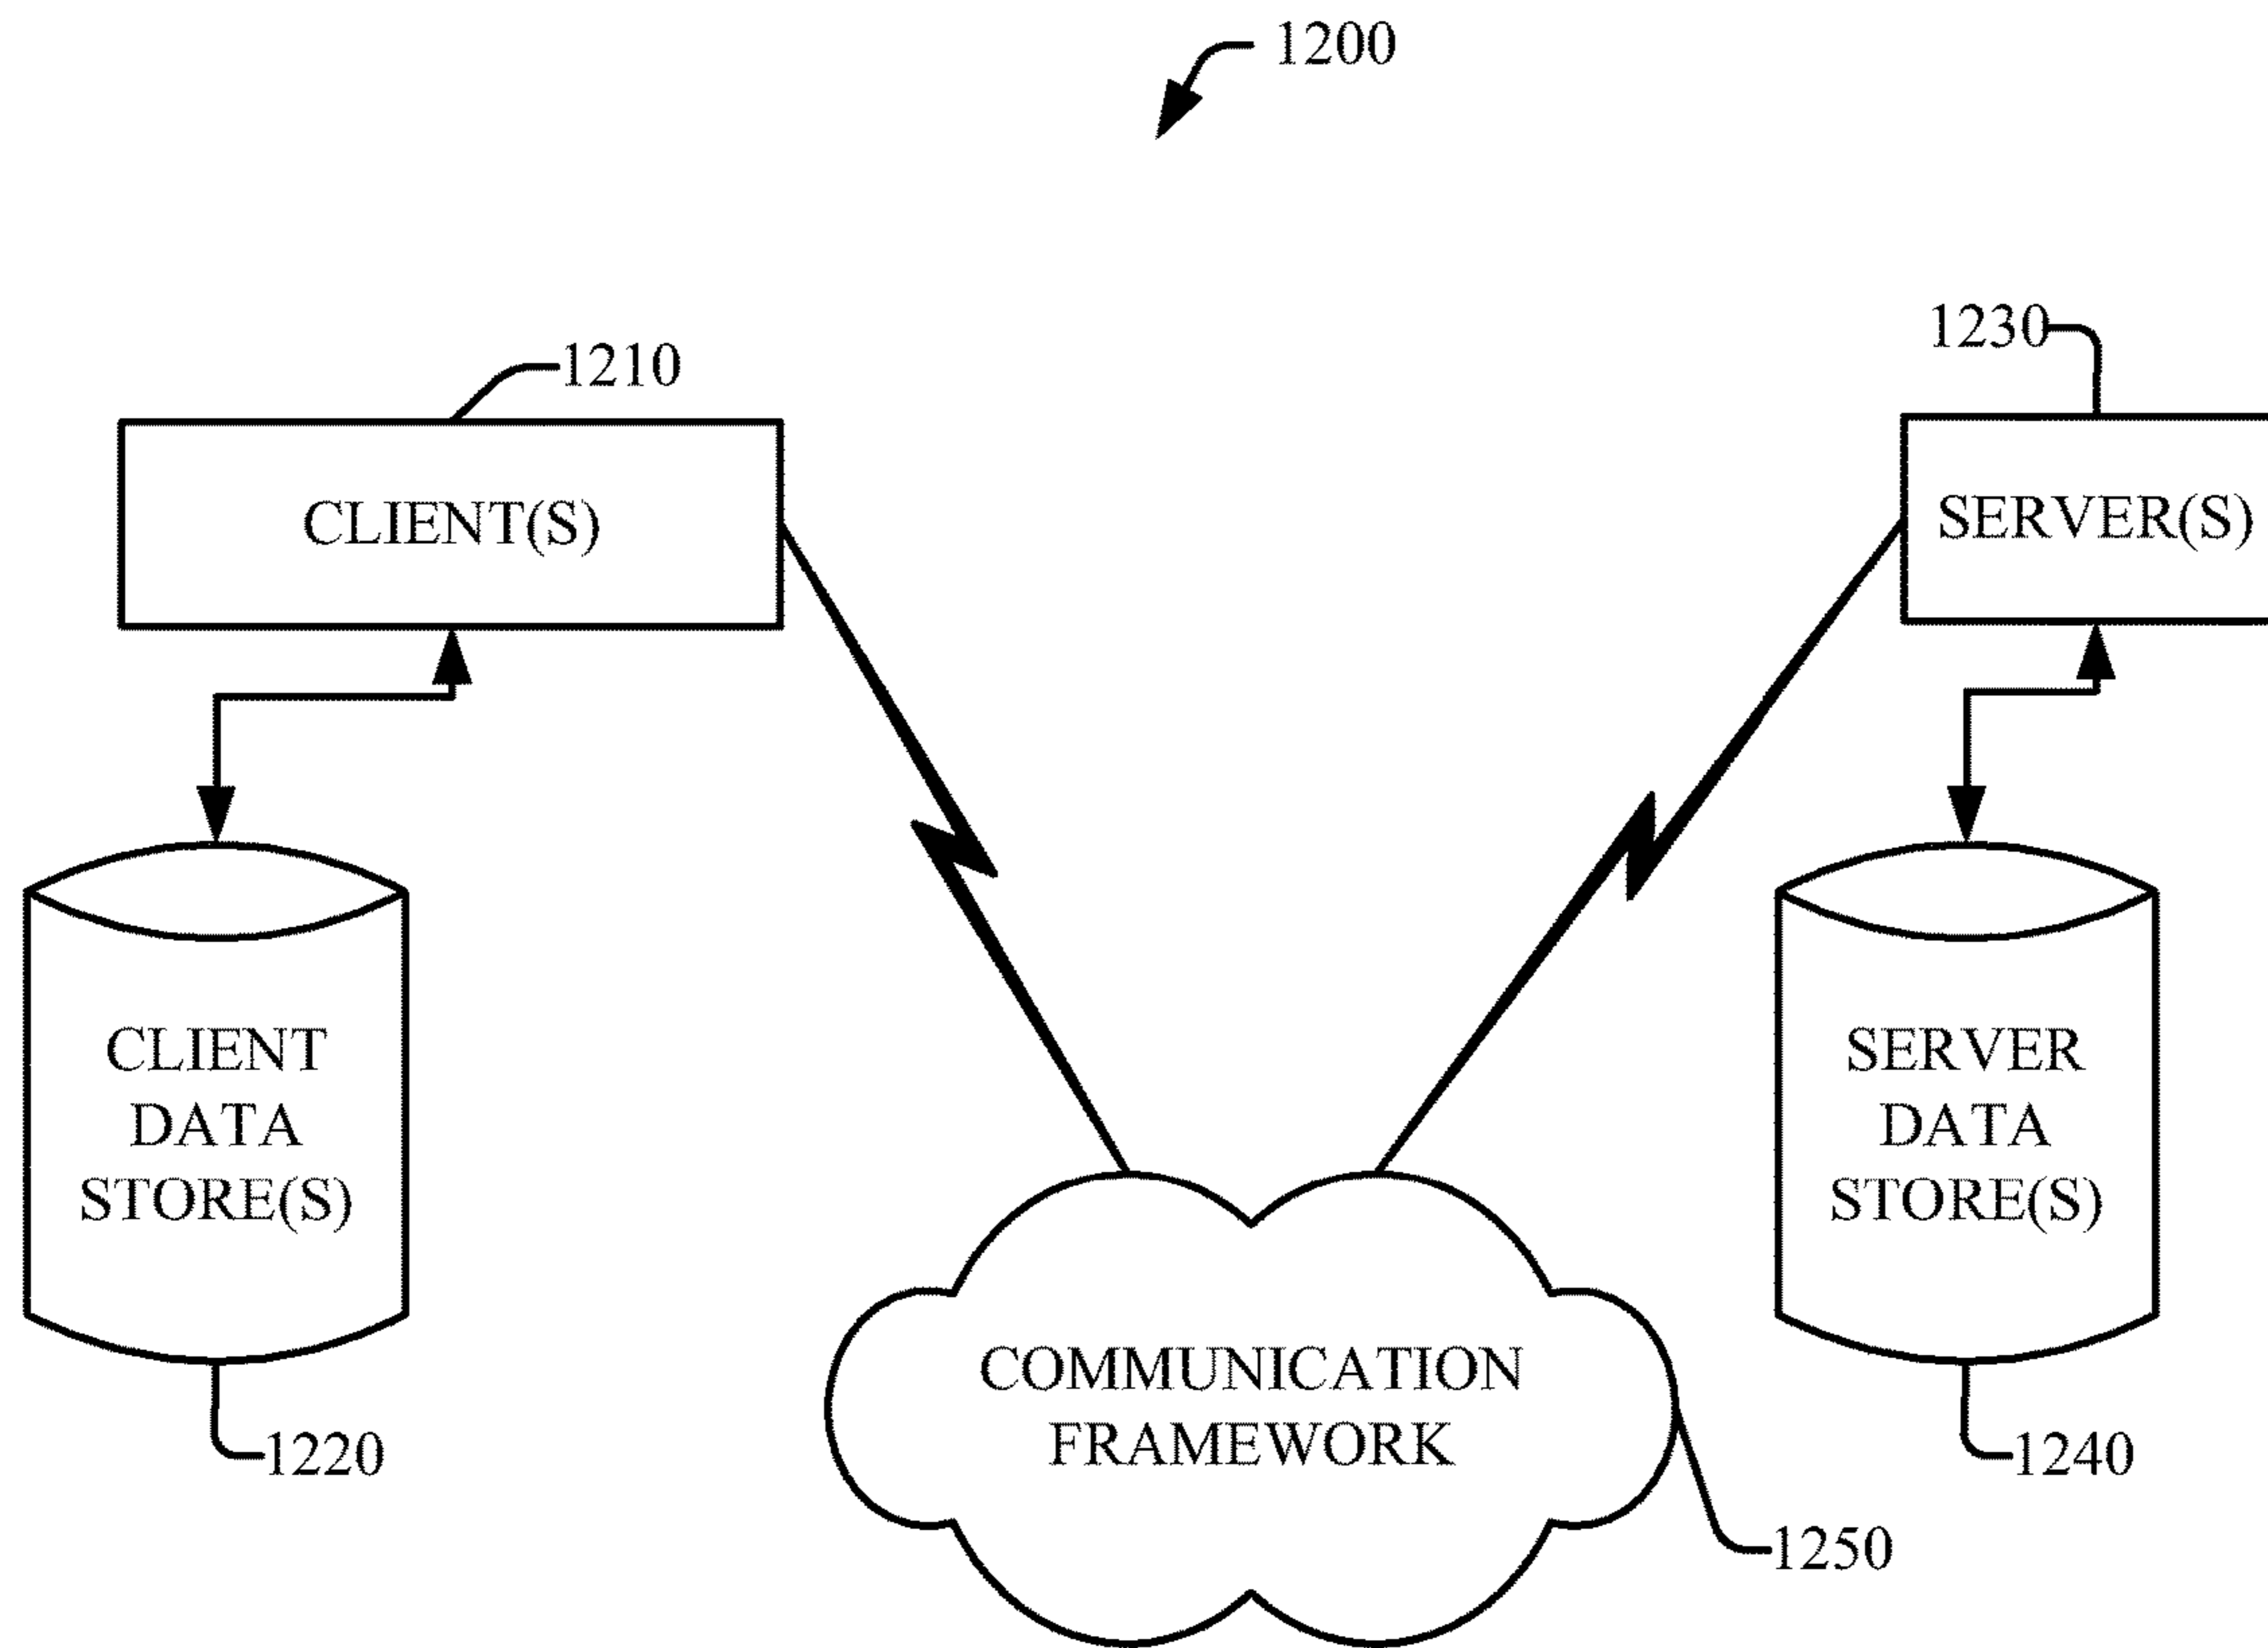 1200
1210
1230
CLIENT(S)
SERVER(S)
CLIENT
DATA
STORE(S)
SERVER
DATA
STORE(S)
COMMUNICATION
FRAMEWORK
1220
1240
1250